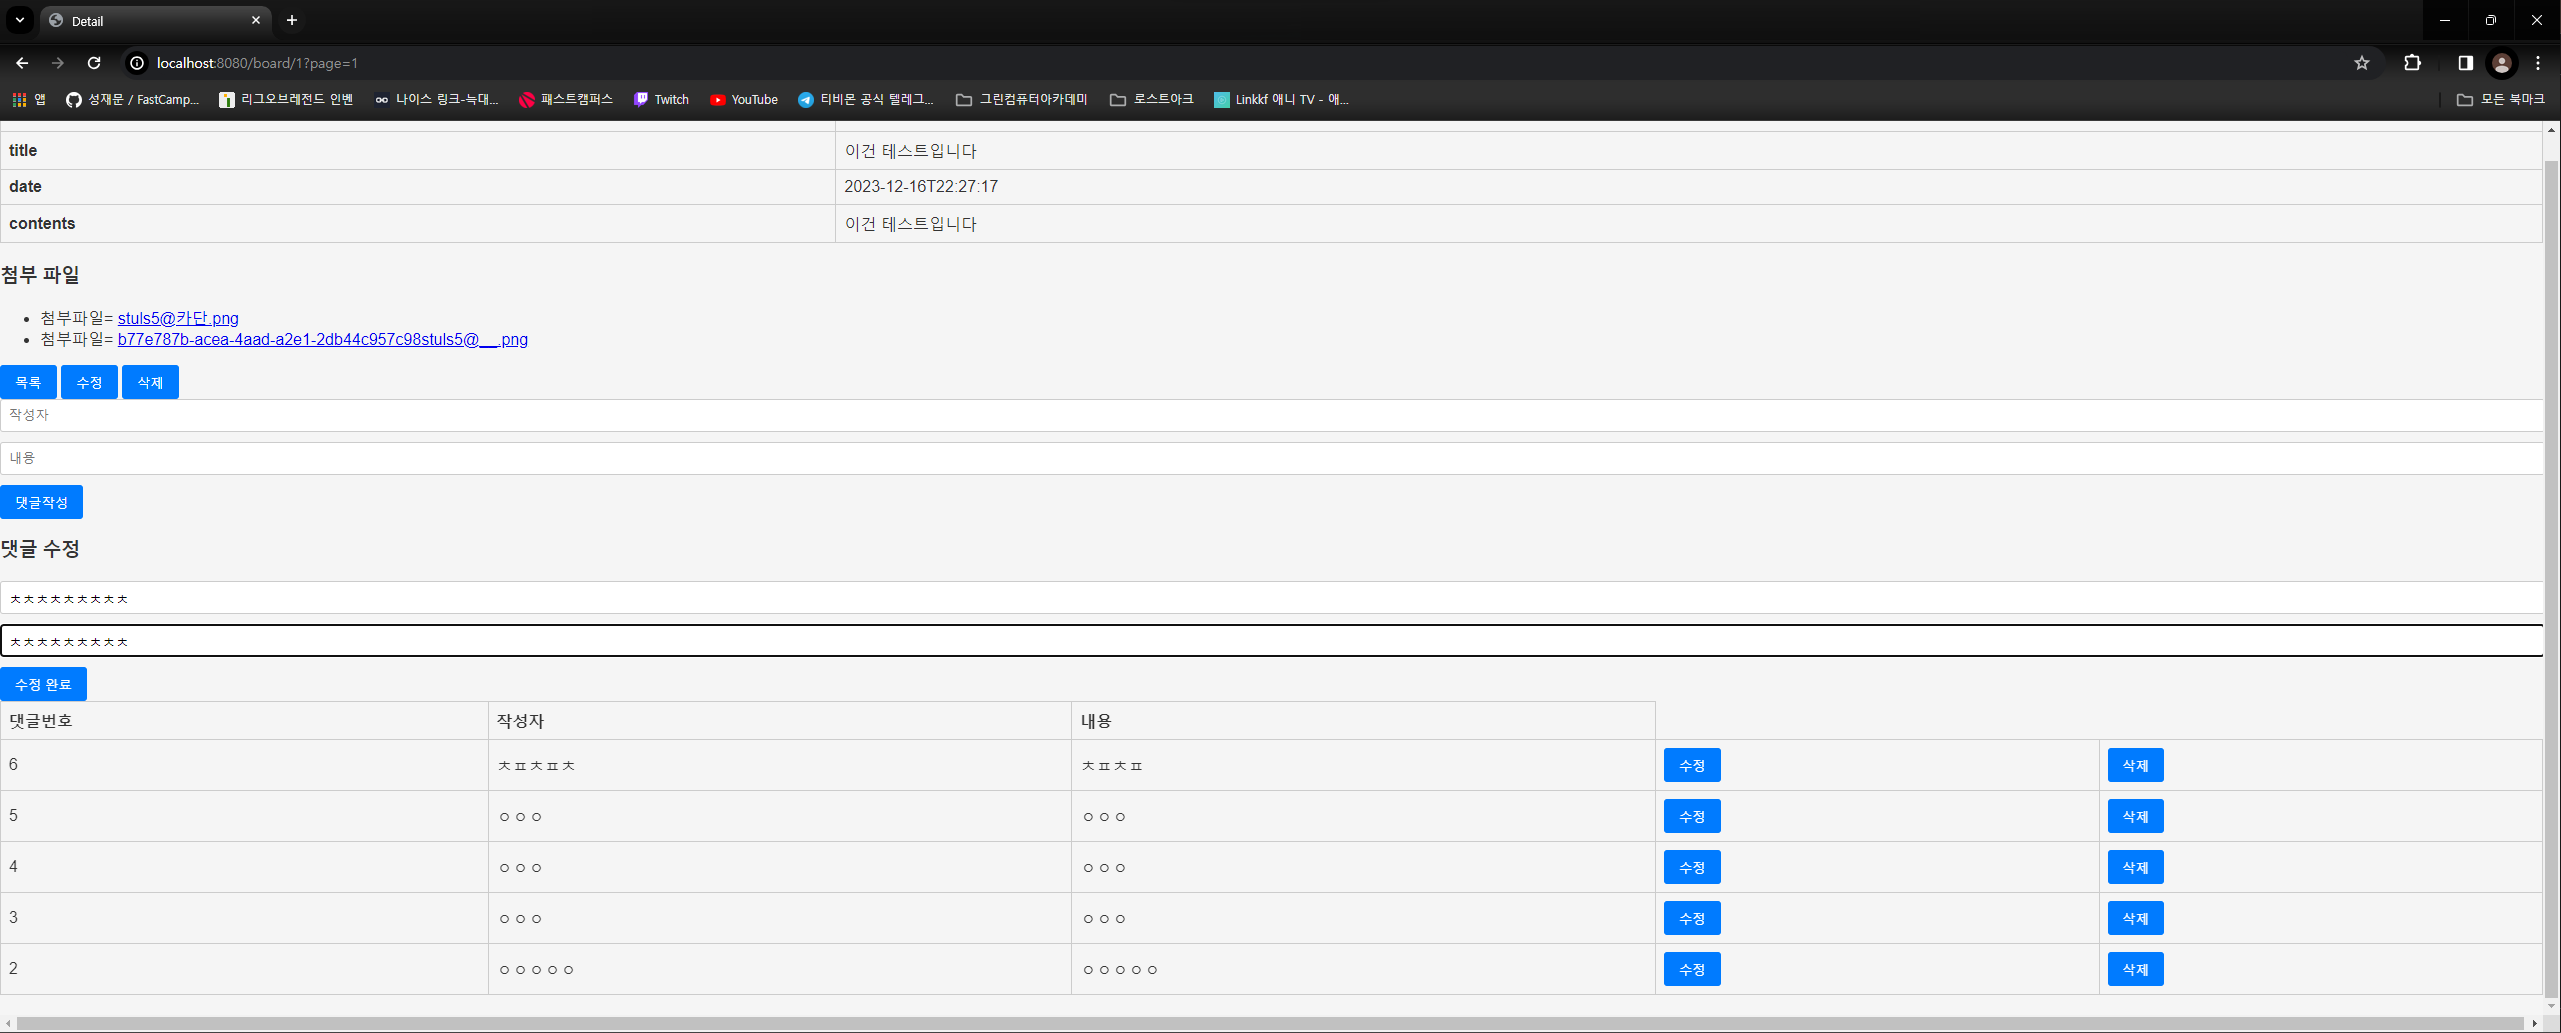 Detail
localhost:8080/board/1?page=1
앱 성재문 / FastCamp... 리그오브레전드 인벤 나이스 링크-늑대... 패스트캠퍼스 Twitch YouTube 티비몬 공식 텔레그... 그린컴퓨터아카데미 로스트아크 Linkkf 애니 TV - 애... 모든 북마크
title 이건 테스트입니다
date 2023-12-16T22:27:17
contents 이건 테스트입니다
첨부 파일
첨부파일= stuls5@카단.png
첨부파일= b77e787b-acea-4aad-a2e1-2db44c957c98stuls5@__.png
목록 수정 삭제
작성자
내용
댓글작성
댓글 수정
ㅊㅊㅊㅊㅊㅊㅊㅊㅊ
ㅊㅊㅊㅊㅊㅊㅊㅊㅊ
수정 완료
댓글번호 작성자 내용
6 ㅊㅍㅊㅍㅊ ㅊㅍㅊㅍ 수정 삭제
5 ㅇㅇㅇ ㅇㅇㅇ 수정 삭제
4 ㅇㅇㅇ ㅇㅇㅇ 수정 삭제
3 ㅇㅇㅇ ㅇㅇㅇ 수정 삭제
2 ㅇㅇㅇㅇㅇ ㅇㅇㅇㅇㅇ 수정 삭제